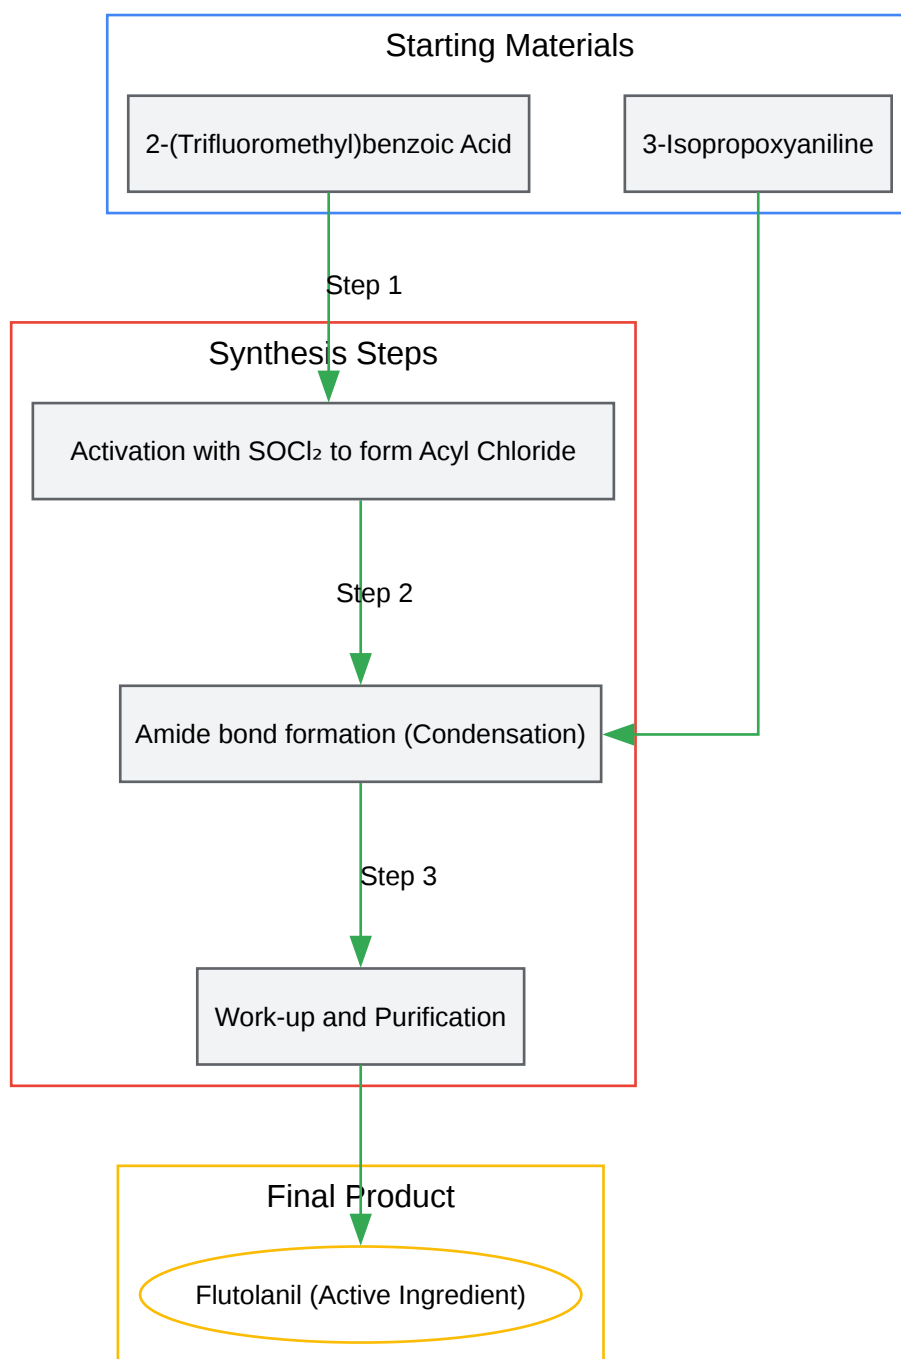 Starting Materials
2-(Trifluoromethyl)benzoic Acid
3-Isopropoxyaniline
Step 1
Synthesis Steps
Activation with SOCl₂ to form Acyl Chloride
Step 2
Amide bond formation (Condensation)
Step 3
Work-up and Purification
Final Product
Flutolanil (Active Ingredient)